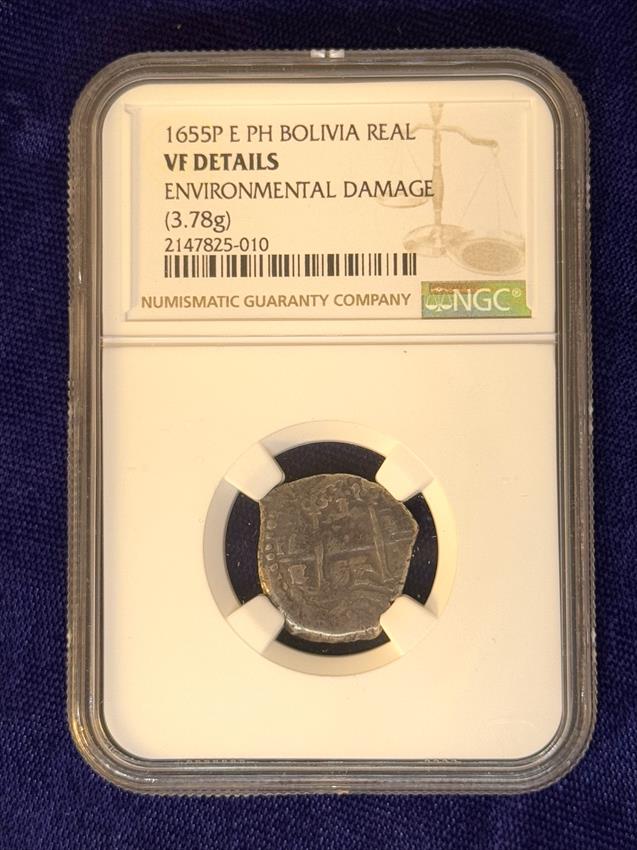 1655P E PH BOLIVIA REAL
VF DETAILS
ENVIRONMENTAL DAMAGE
(3.78g)
2147825-010
NUMISMATIC GUARANTY COMPANY
NGC®